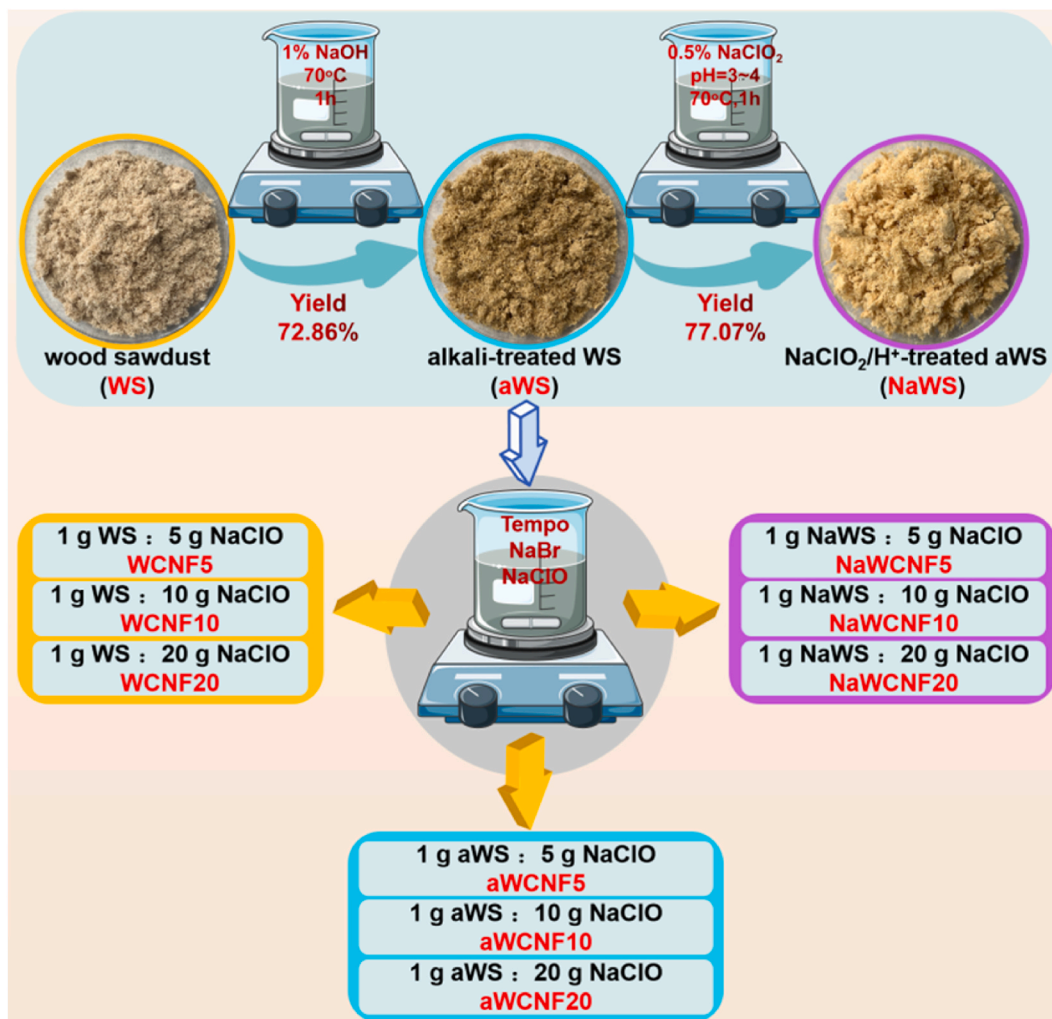 1% NaOH
70°C
1h
0.5% NaClO₂
pH=3~4
70°C,1h
Yield
72.86%
Yield
77.07%
wood sawdust
(WS)
alkali-treated WS
(aWS)
NaClO₂/H⁺-treated aWS
(NaWS)
Tempo
NaBr
NaClO
1 g WS： 5 g NaClO
WCNF5
1 g WS： 10 g NaClO
WCNF10
1 g WS： 20 g NaClO
WCNF20
1 g NaWS： 5 g NaClO
NaWCNF5
1 g NaWS： 10 g NaClO
NaWCNF10
1 g NaWS： 20 g NaClO
NaWCNF20
1 g aWS： 5 g NaClO
aWCNF5
1 g aWS： 10 g NaClO
aWCNF10
1 g aWS： 20 g NaClO
aWCNF20